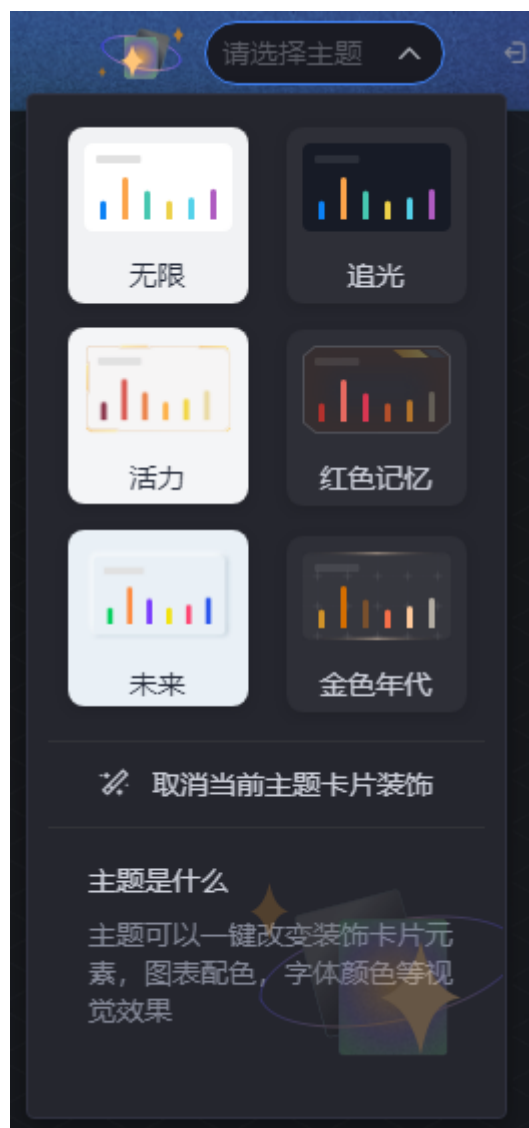 请选择主题
无限
追光
活力
红色记忆
未来
金色年代
取消当前主题卡片装饰
主题是什么
主题可以一键改变装饰卡片元
素，图表配色，字体颜色等视
觉效果